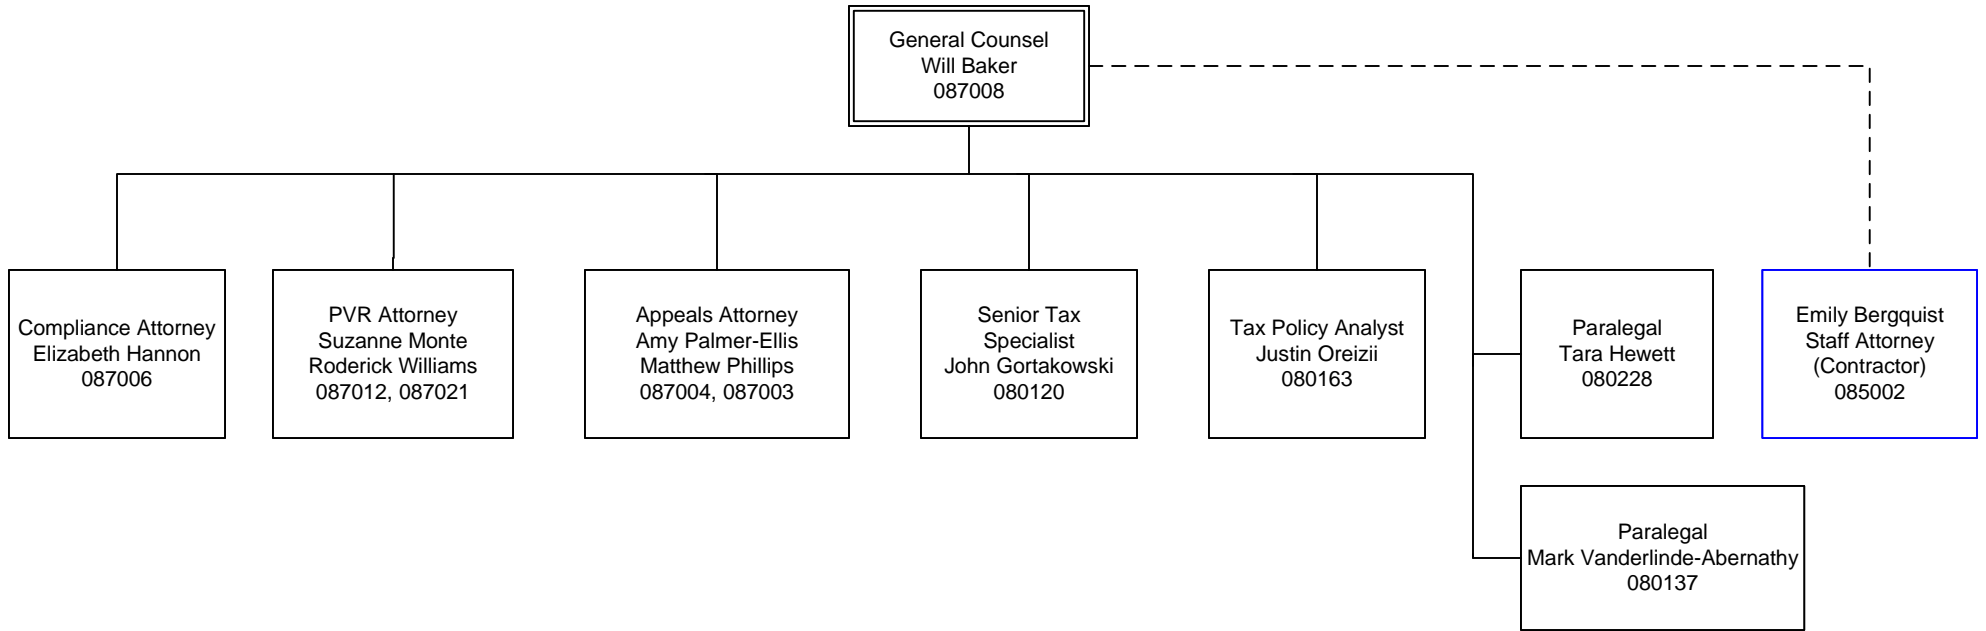 General Counsel
Will Baker
087008
Compliance Attorney
Elizabeth Hannon
087006
PVR Attorney
Suzanne Monte
Roderick Williams
087012, 087021
Appeals Attorney
Amy Palmer-Ellis
Matthew Phillips
087004, 087003
Senior Tax
Specialist
John Gortakowski
080120
Tax Policy Analyst
Justin Oreizii
080163
Paralegal
Tara Hewett
080228
Emily Bergquist
Staff Attorney
(Contractor)
085002
Paralegal
Mark Vanderlinde-Abernathy
080137